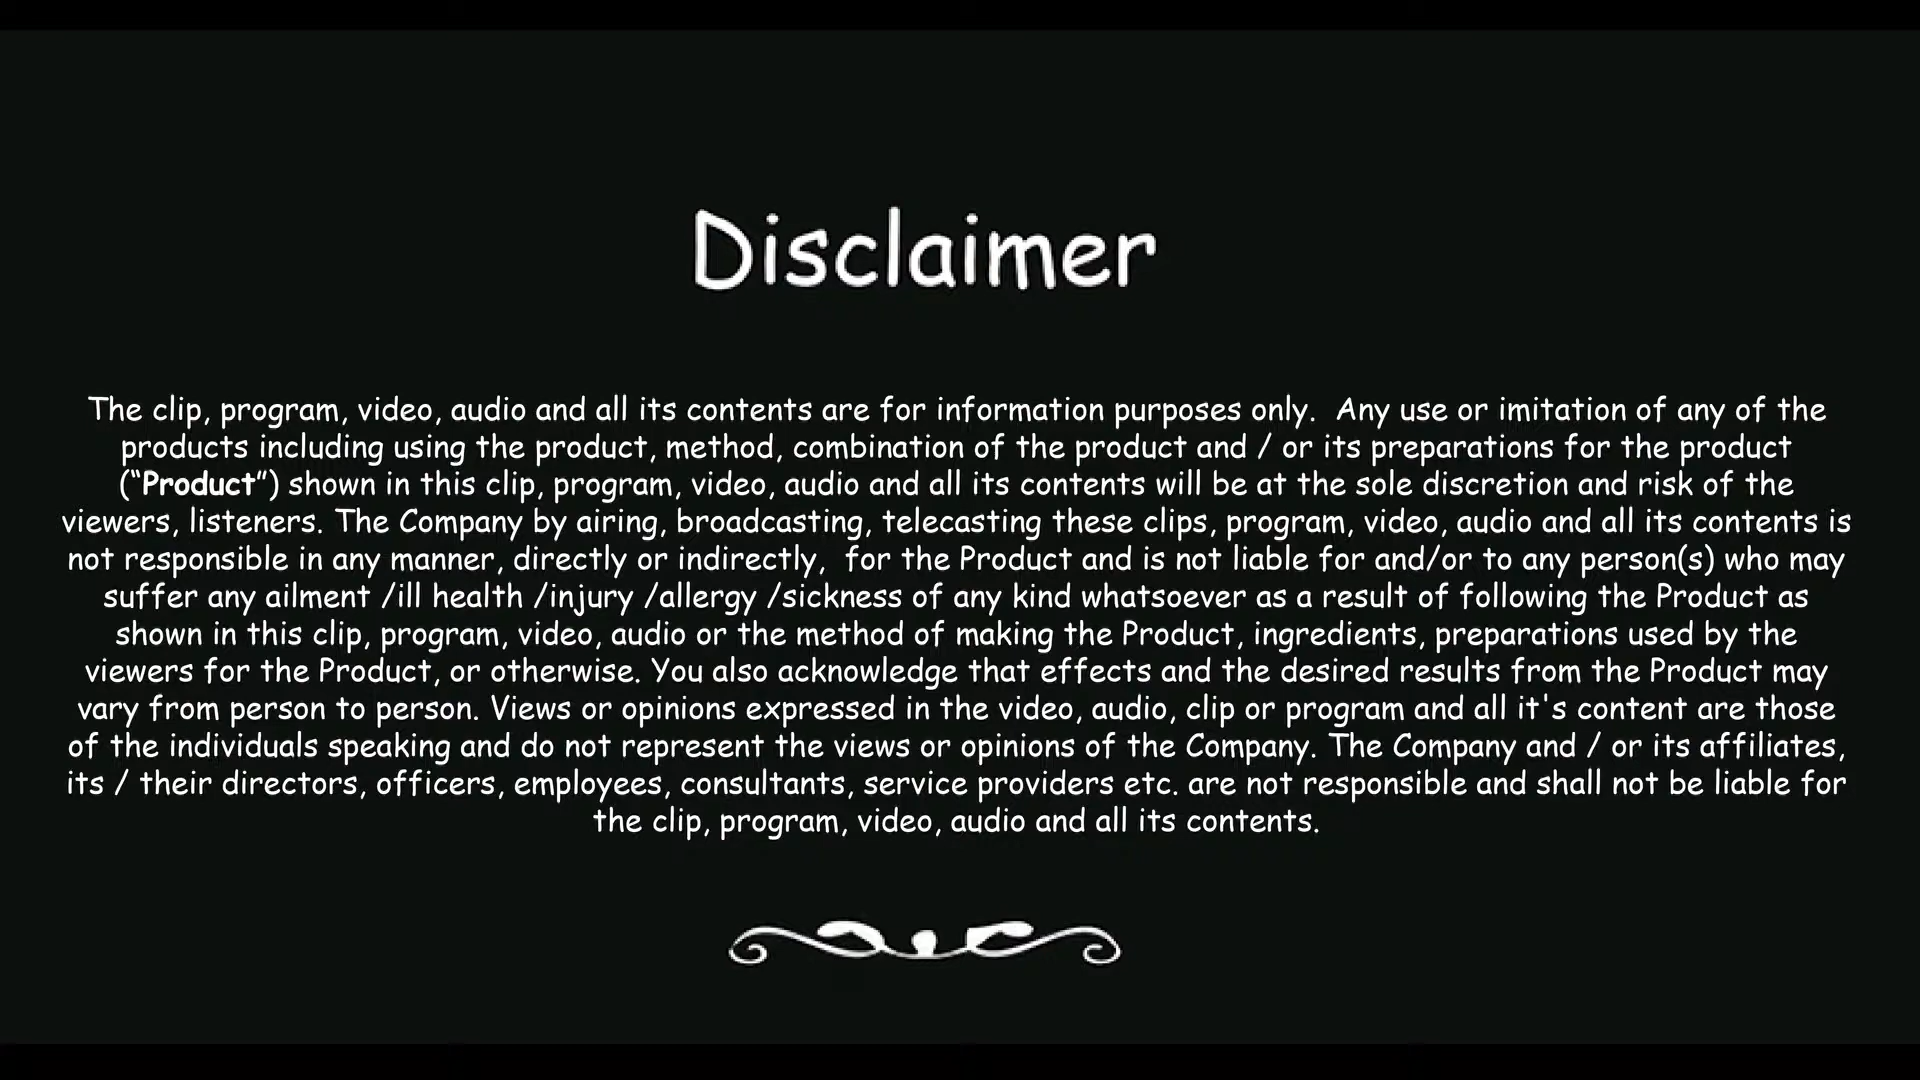 Disclaimer
The clip, program, video, audio and all its contents are for information purposes only.  Any use or imitation of any of the
products including using the product, method, combination of the product and / or its preparations for the product
(“Product”) shown in this clip, program, video, audio and all its contents will be at the sole discretion and risk of the
viewers, listeners. The Company by airing, broadcasting, telecasting these clips, program, video, audio and all its contents is
not responsible in any manner, directly or indirectly,  for the Product and is not liable for and/or to any person(s) who may
suffer any ailment /ill health /injury /allergy /sickness of any kind whatsoever as a result of following the Product as
shown in this clip, program, video, audio or the method of making the Product, ingredients, preparations used by the
viewers for the Product, or otherwise. You also acknowledge that effects and the desired results from the Product may
vary from person to person. Views or opinions expressed in the video, audio, clip or program and all it's content are those
of the individuals speaking and do not represent the views or opinions of the Company. The Company and / or its affiliates,
its / their directors, officers, employees, consultants, service providers etc. are not responsible and shall not be liable for
the clip, program, video, audio and all its contents.